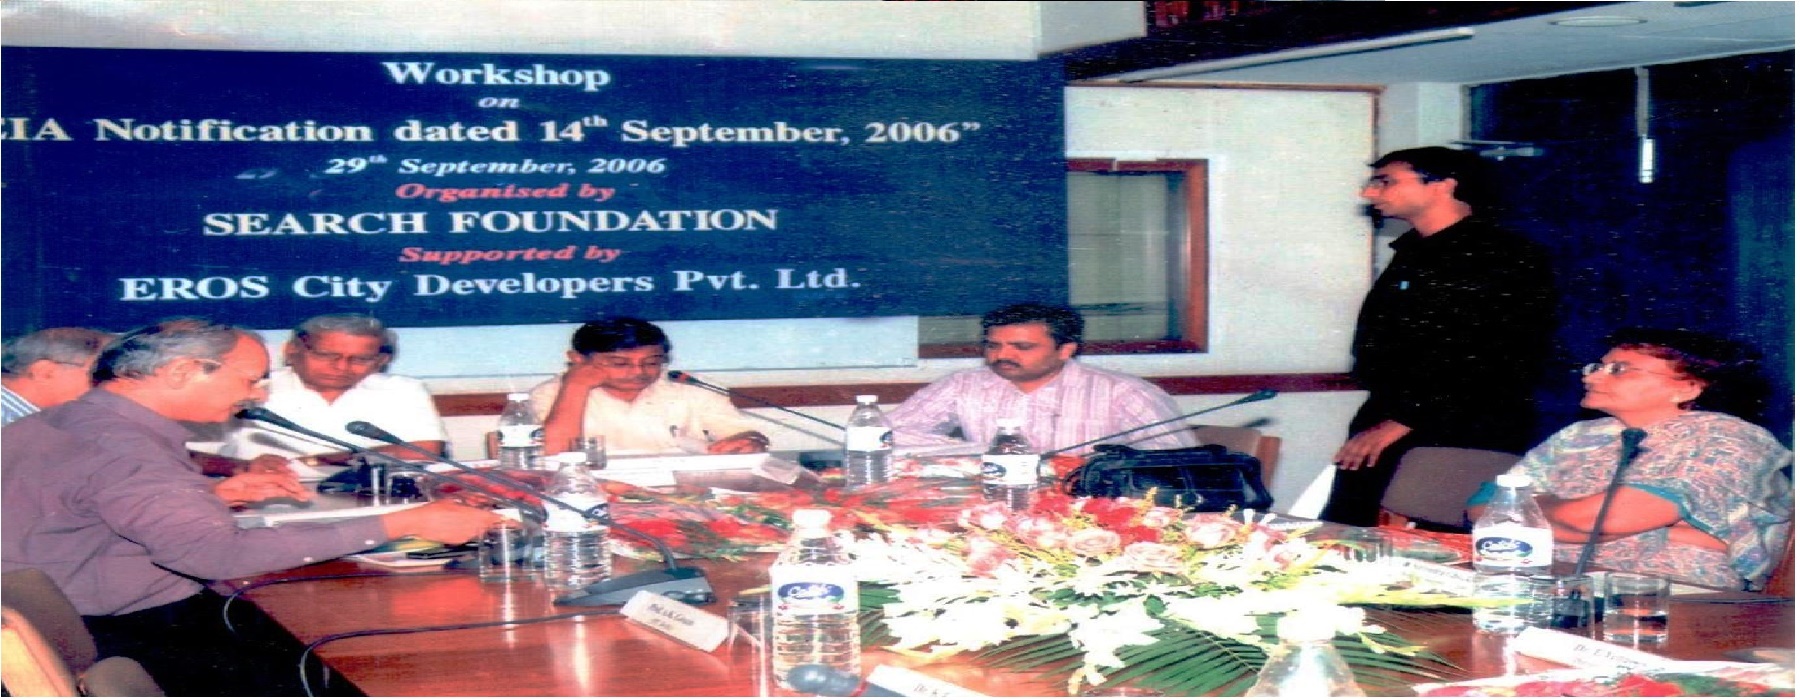 Workshop
on
EIA Notification dated 14th September, 2006"
29th September, 2006
Organised by
SEARCH FOUNDATION
Supported by
EROS City Developers Pvt. Ltd.